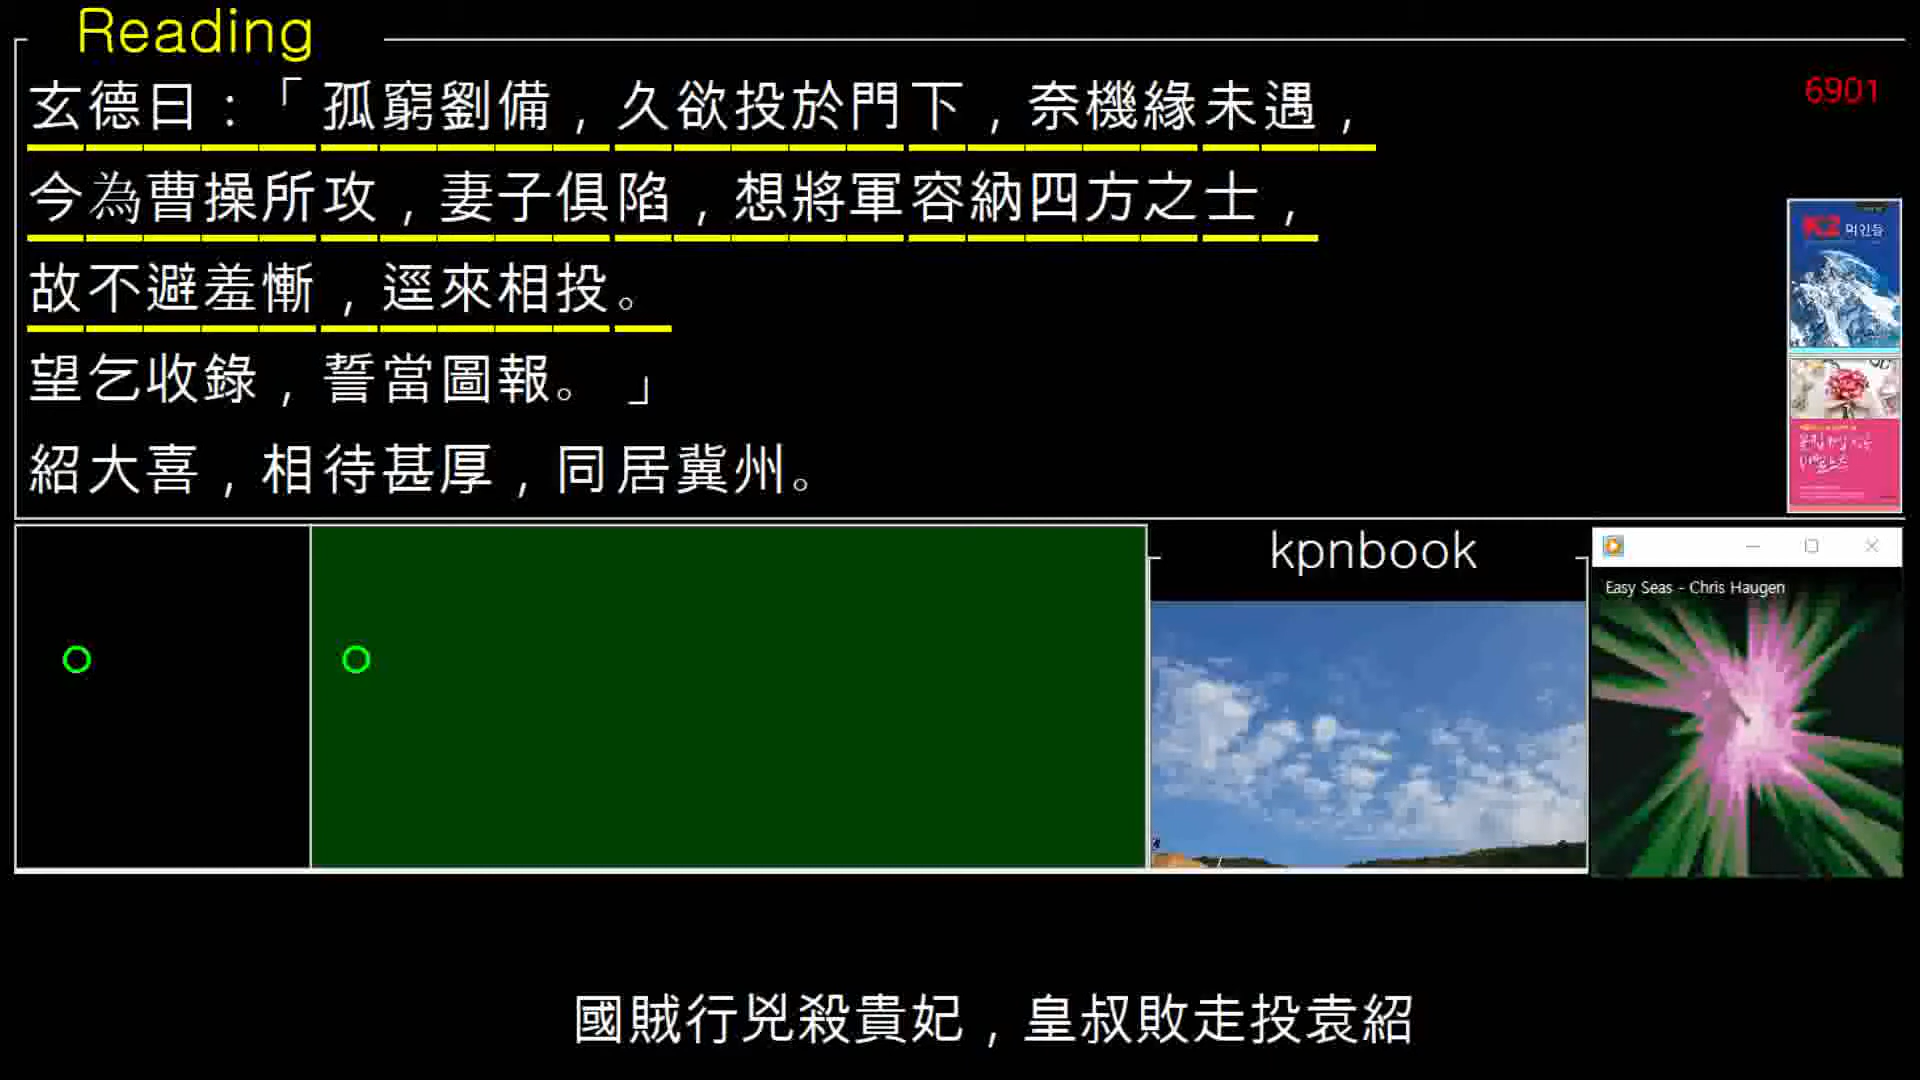 Reading
6901
玄德曰：「孤窮劉備，久欲投於門下，奈機緣未遇，
今為曹操所攻，妻子俱陷，想將軍容納四方之士，
故不避羞慚，逕來相投。
望乞收錄，誓當圖報。」
紹大喜，相待甚厚，同居冀州。
K2
kpnbook
Easy Seas - Chris Haugen
國賊行兇殺貴妃，皇叔敗走投袁紹